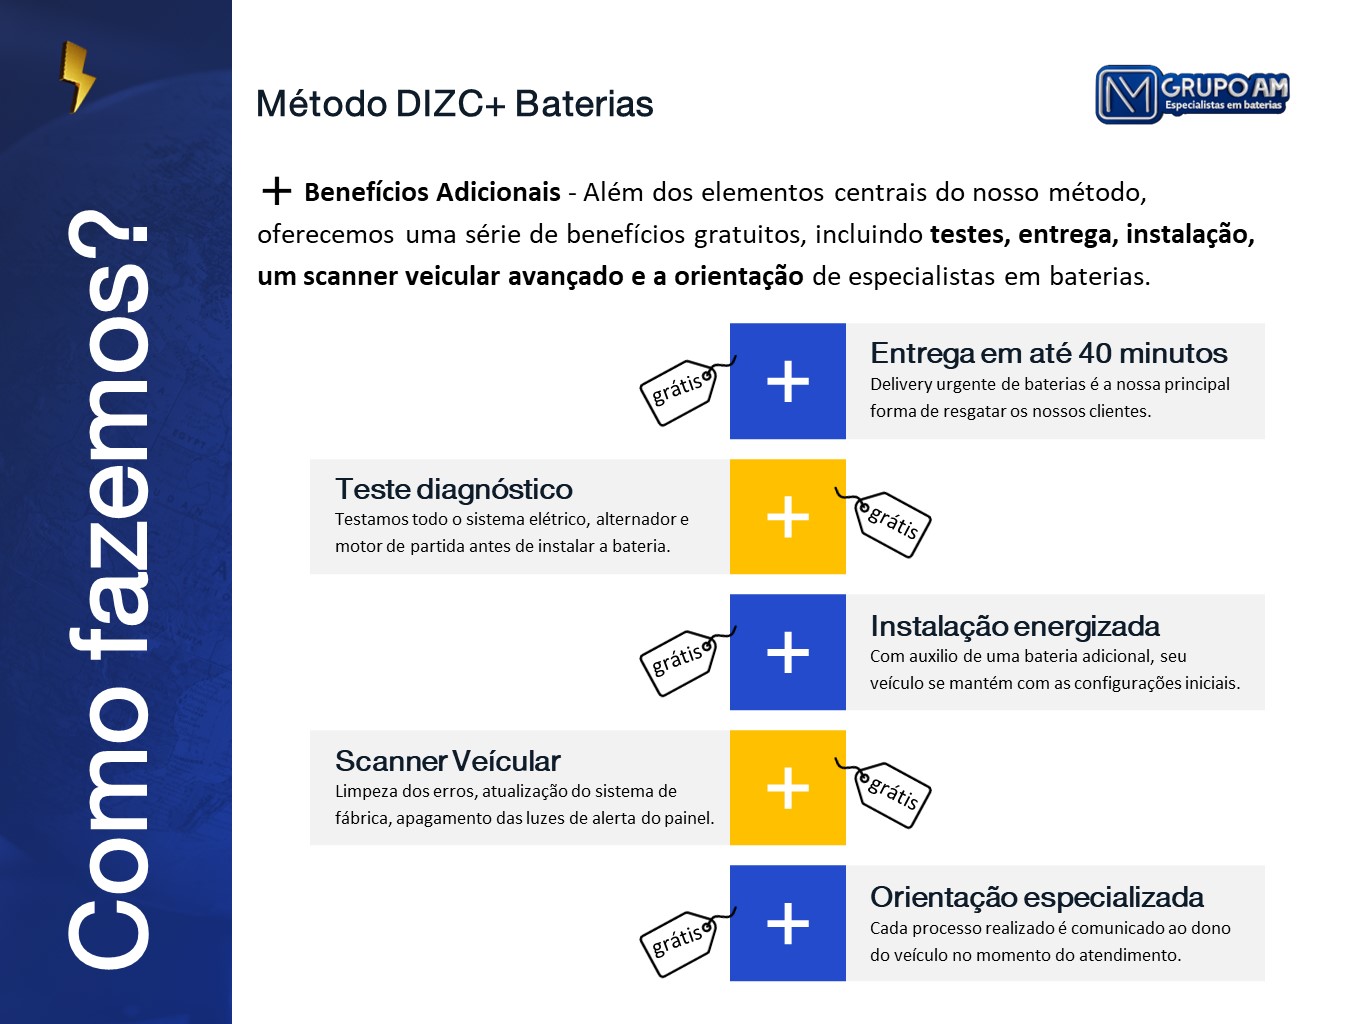 Como fazemos?
Método DIZC+ Baterias
GRUPO AM
Especialistas em baterias
+ Benefícios Adicionais - Além dos elementos centrais do nosso método,
oferecemos uma série de benefícios gratuitos, incluindo testes, entrega, instalação,
um scanner veicular avançado e a orientação de especialistas em baterias.
grátis
+
Entrega em até 40 minutos
Delivery urgente de baterias é a nossa principal
forma de resgatar os nossos clientes.
Teste diagnóstico
Testamos todo o sistema elétrico, alternador e
motor de partida antes de instalar a bateria.
+
grátis
grátis
+
Instalação energizada
Com auxilio de uma bateria adicional, seu
veículo se mantém com as configurações iniciais.
Scanner Veícular
Limpeza dos erros, atualização do sistema de
fábrica, apagamento das luzes de alerta do painel.
+
grátis
grátis
+
Orientação especializada
Cada processo realizado é comunicado ao dono
do veículo no momento do atendimento.